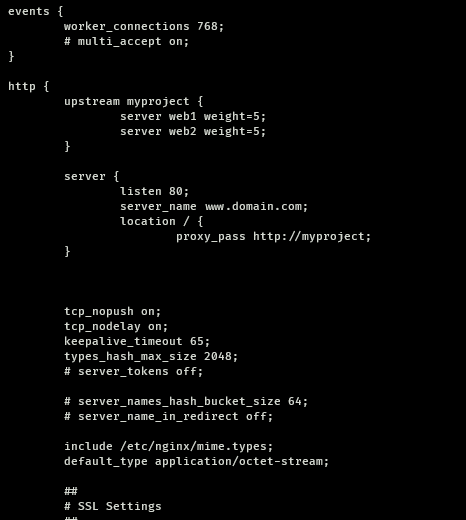 events {
        worker_connections 768;
        # multi_accept on;
}
http {
        upstream myproject {
                server web1 weight=5;
                server web2 weight=5;
        }
        server {
                listen 80;
                server_name www.domain.com;
                location / {
                        proxy_pass http://myproject;
        }
        tcp_nopush on;
        tcp_nodelay on;
        keepalive_timeout 65;
        types_hash_max_size 2048;
        # server_tokens off;
        # server_names_hash_bucket_size 64;
        # server_name_in_redirect off;
        include /etc/nginx/mime.types;
        default_type application/octet-stream;
        ##
        # SSL Settings
        ##